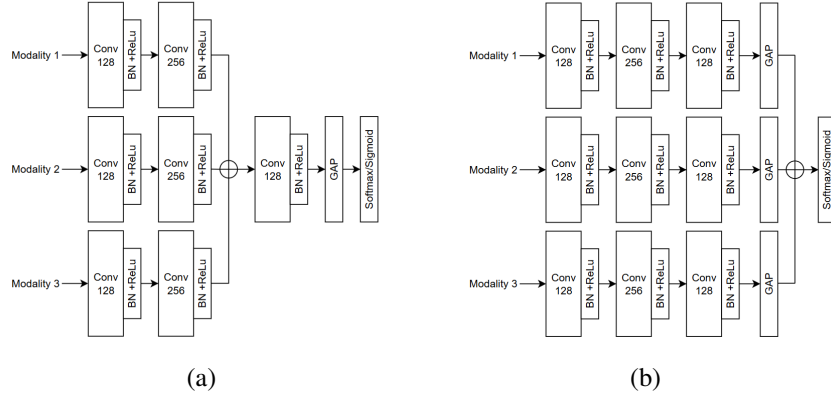 Modality 1
Conv
128
BN +ReLu
Conv
256
BN +ReLu
Modality 2
Conv
128
BN +ReLu
Conv
256
BN +ReLu
Conv
128
BN +ReLu
GAP
Softmax/Sigmoid
Modality 3
Conv
128
BN +ReLu
Conv
256
BN +ReLu
(a)
Modality 1
Conv
128
BN +ReLu
Conv
256
BN +ReLu
Conv
128
BN +ReLu
GAP
Modality 2
Conv
128
BN +ReLu
Conv
256
BN +ReLu
Conv
128
BN +ReLu
GAP
Softmax/Sigmoid
Modality 3
Conv
128
BN +ReLu
Conv
256
BN +ReLu
Conv
128
BN +ReLu
GAP
(b)